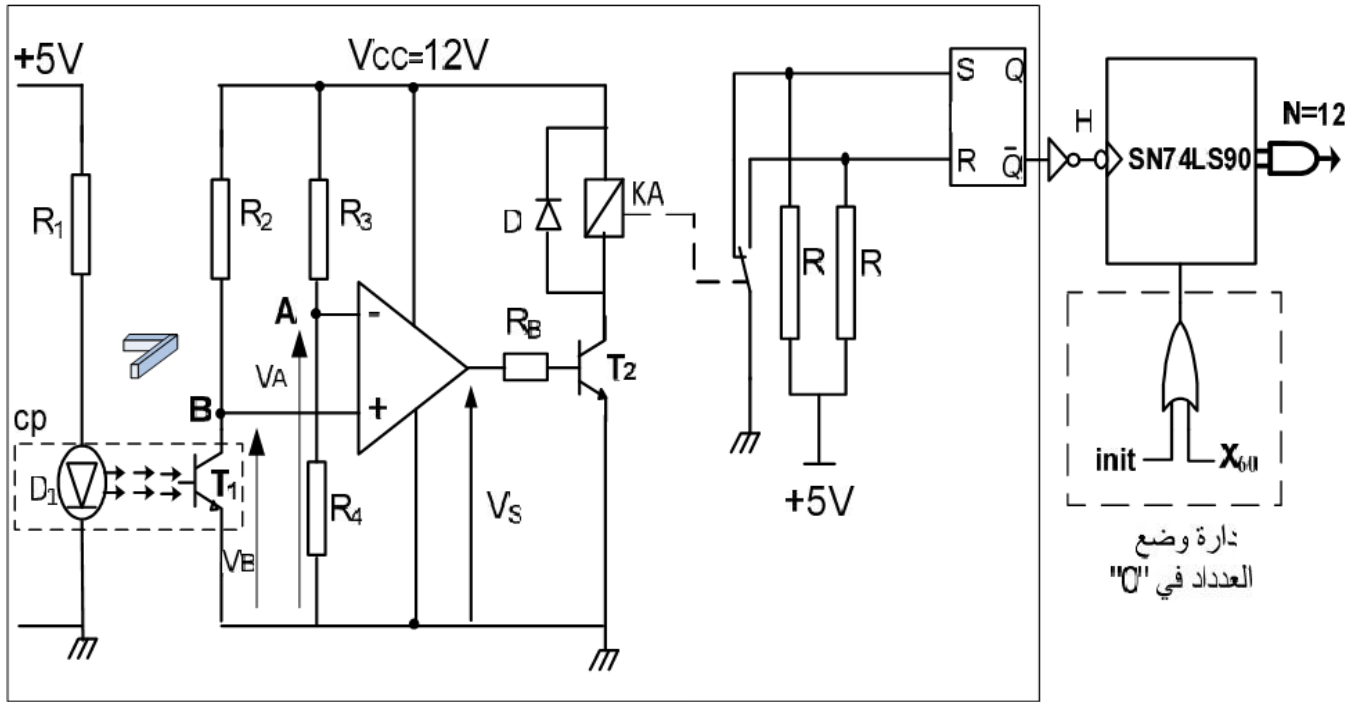 +5V
VCC=12V
R1
R2
R3
D
KA
S Q
R Q̅
H
SN74LS90
N=12
R R
A
-
RB
T2
VA
B
+
cp
D1
T1
R4
VS
VB
+5V
init
X60
دارة وضع
العدداد في "0"